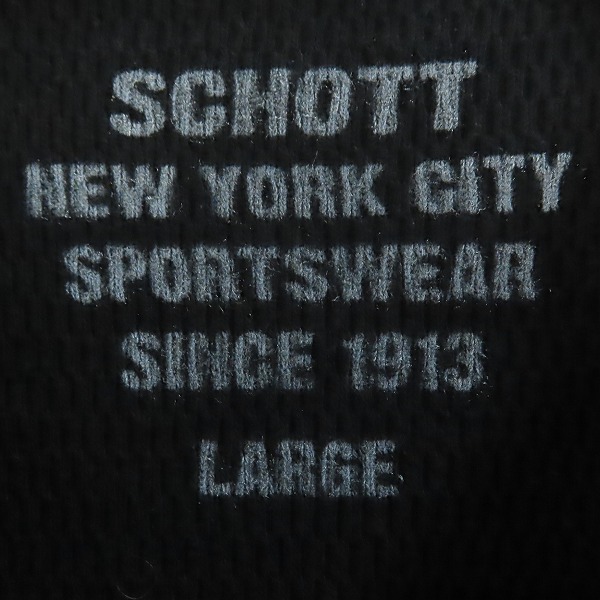 SCHOTT
NEW YORK CITY
SPORTSWEAR
SINCE 1913
LARGE